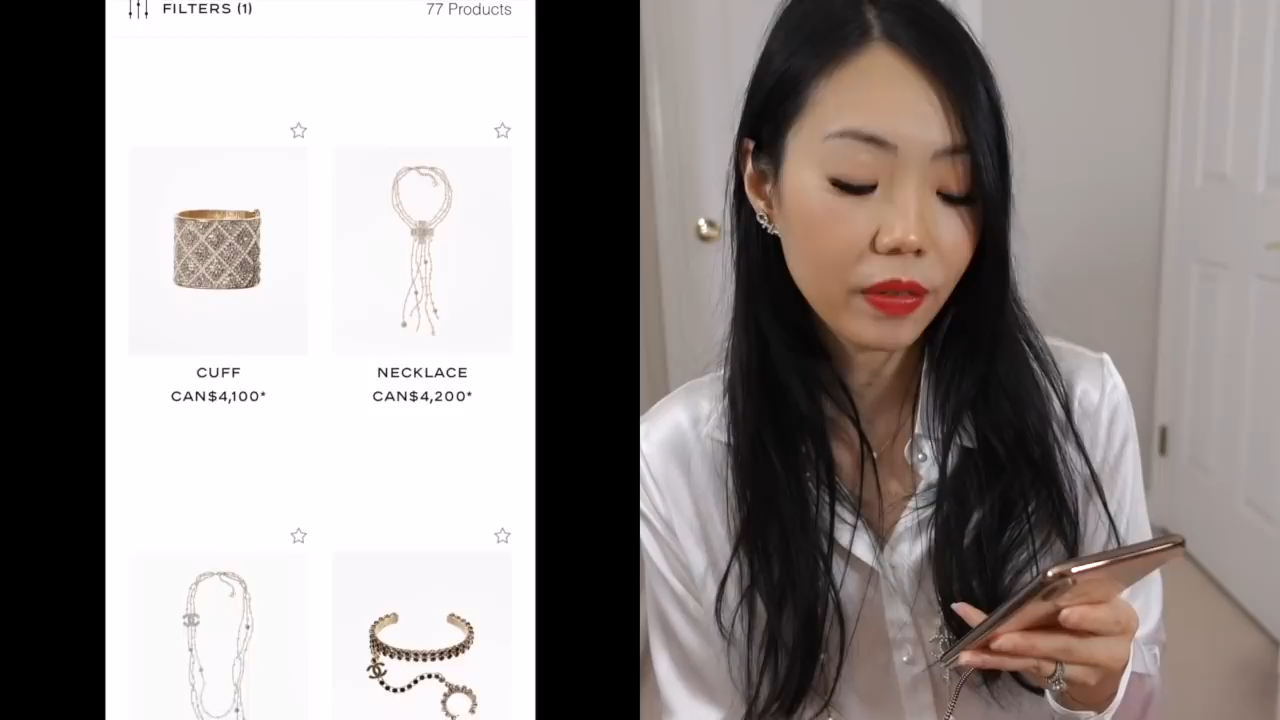 FILTERS (1)
77 Products
CUFF
NECKLACE
CAN$4,100*
CAN$4,200*